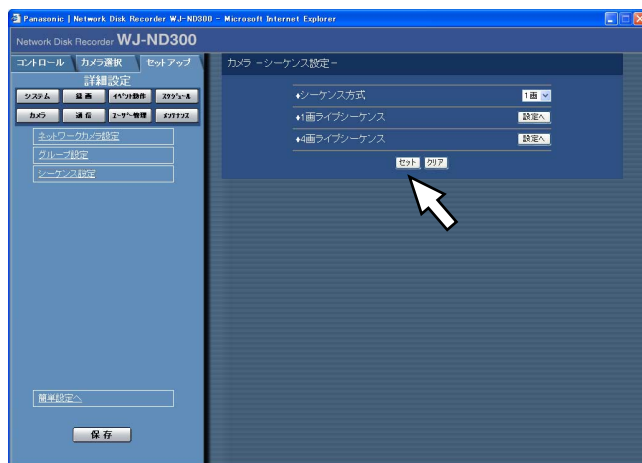 Panasonic | Network Disk Recorder WJ-ND300 - Microsoft Internet Explorer
Network Disk Recorder WJ-ND300
コントロール カメラ選択 セットアップ
詳細設定
システム 録画 イベント動作 スケジュール
カメラ 通信 ユーザー管理 メンテナンス
ネットワークカメラ設定
グループ設定
シーケンス設定
簡単設定へ
保存
カメラ －シーケンス設定－
♦シーケンス方式 1画
♦1画ライブシーケンス 設定へ
♦4画ライブシーケンス 設定へ
セット クリア